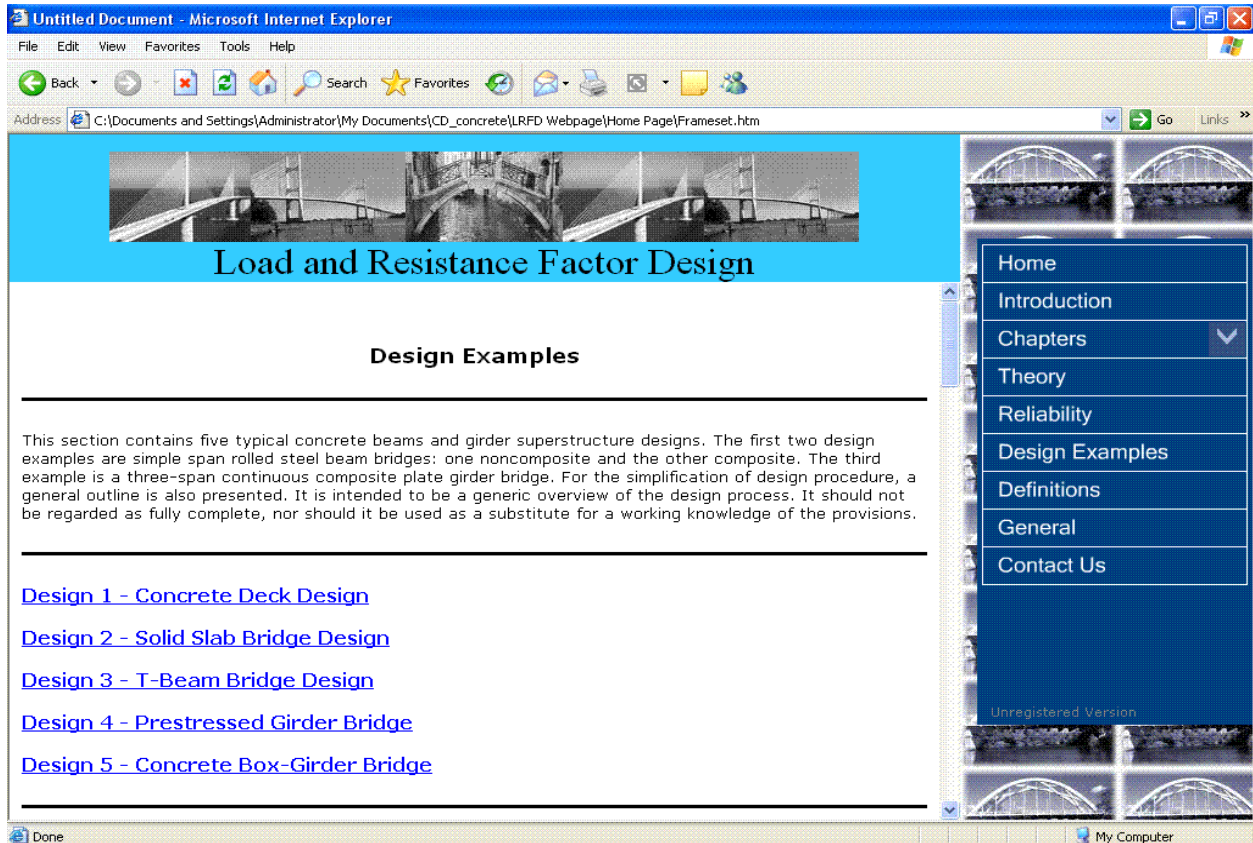 Untitled Document - Microsoft Internet Explorer
File Edit View Favorites Tools Help
Back Search Favorites
Address C:\Documents and Settings\Administrator\My Documents\CD_concrete\LRFD Webpage\Home Page\Frameset.htm Go Links »
Load and Resistance Factor Design
Design Examples
This section contains five typical concrete beams and girder superstructure designs. The first two design
examples are simple span rolled steel beam bridges: one noncomposite and the other composite. The third
example is a three-span continuous composite plate girder bridge. For the simplification of design procedure, a
general outline is also presented. It is intended to be a generic overview of the design process. It should not
be regarded as fully complete, nor should it be used as a substitute for a working knowledge of the provisions.
Design 1 - Concrete Deck Design
Design 2 - Solid Slab Bridge Design
Design 3 - T-Beam Bridge Design
Design 4 - Prestressed Girder Bridge
Design 5 - Concrete Box-Girder Bridge
Home
Introduction
Chapters
Theory
Reliability
Design Examples
Definitions
General
Contact Us
Unregistered Version
Done
My Computer